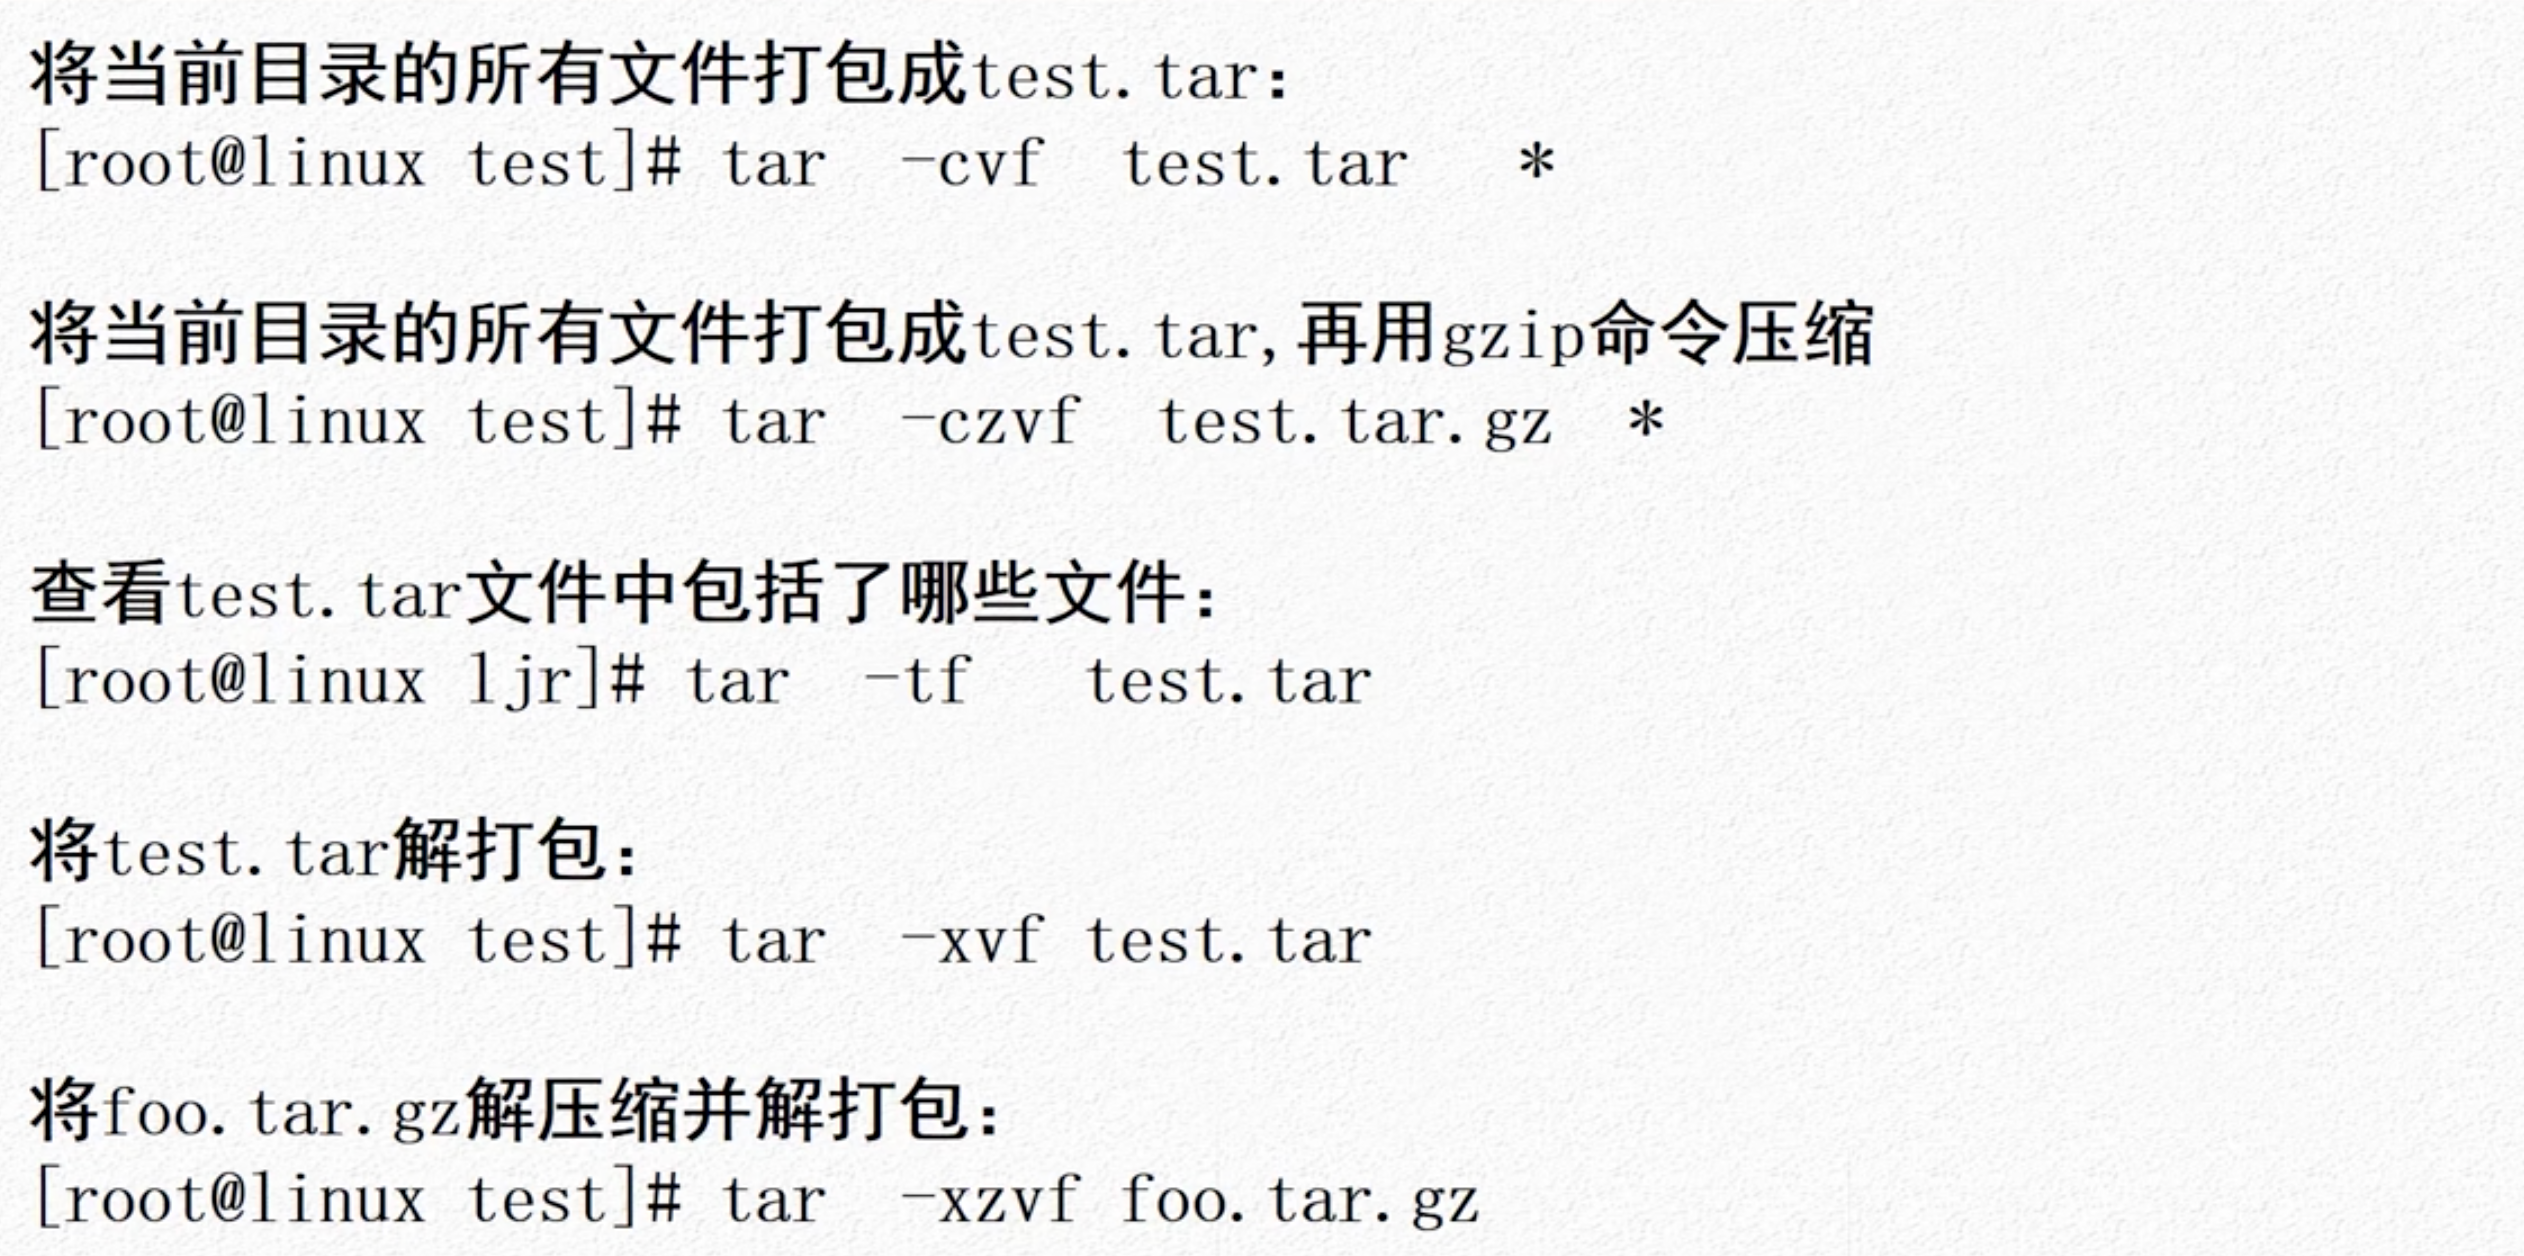 将当前目录的所有文件打包成test.tar：
[root@linux test]# tar  -cvf  test.tar   *
将当前目录的所有文件打包成test.tar,再用gzip命令压缩
[root@linux test]# tar  -czvf  test.tar.gz  *
查看test.tar文件中包括了哪些文件：
[root@linux ljr]# tar  -tf   test.tar
将test.tar解打包：
[root@linux test]# tar  -xvf test.tar
将foo.tar.gz解压缩并解打包：
[root@linux test]# tar  -xzvf foo.tar.gz